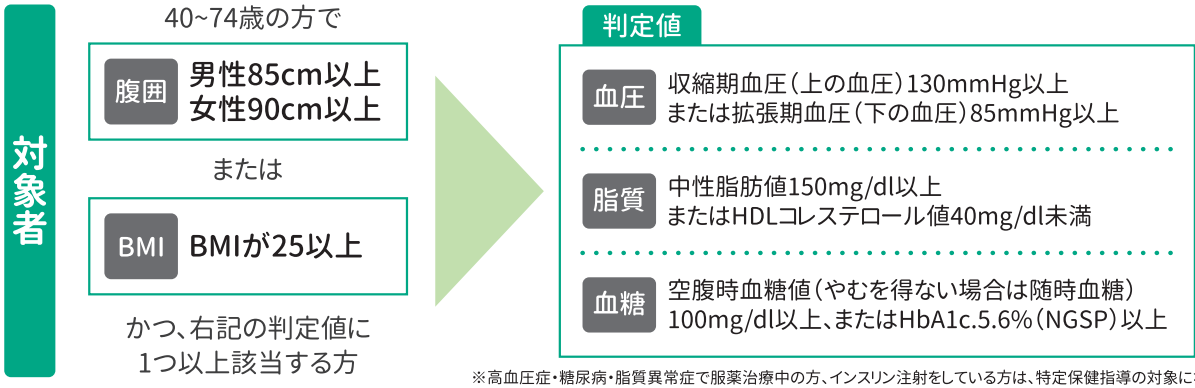 対象者
40~74歳の方で
腹囲
男性85cm以上
女性90cm以上
または
BMI
BMIが25以上
かつ、右記の判定値に
1つ以上該当する方
判定値
血圧
収縮期血圧（上の血圧）130mmHg以上
または拡張期血圧（下の血圧）85mmHg以上
脂質
中性脂肪値150mg/dl以上
またはHDLコレステロール値40mg/dl未満
血糖
空腹時血糖値（やむを得ない場合は随時血糖）
100mg/dl以上、またはHbA1c.5.6%（NGSP）以上
※高血圧症・糖尿病・脂質異常症で服薬治療中の方、インスリン注射をしている方は、特定保健指導の対象に